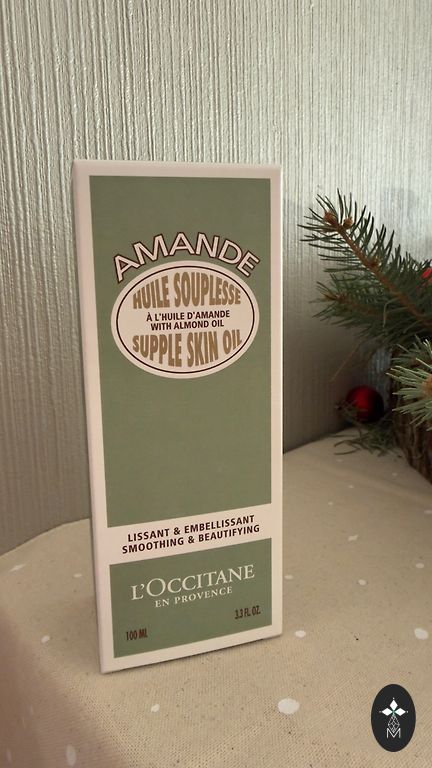 AMANDE
HUILE SOUPLESSE
À L'HUILE D'AMANDE
WITH ALMOND OIL
SUPPLE SKIN OIL
LISSANT & EMBELLISSANT
SMOOTHING & BEAUTIFYING
L'OCCITANE
EN PROVENCE
100 ML
3.3 FL. OZ.
M